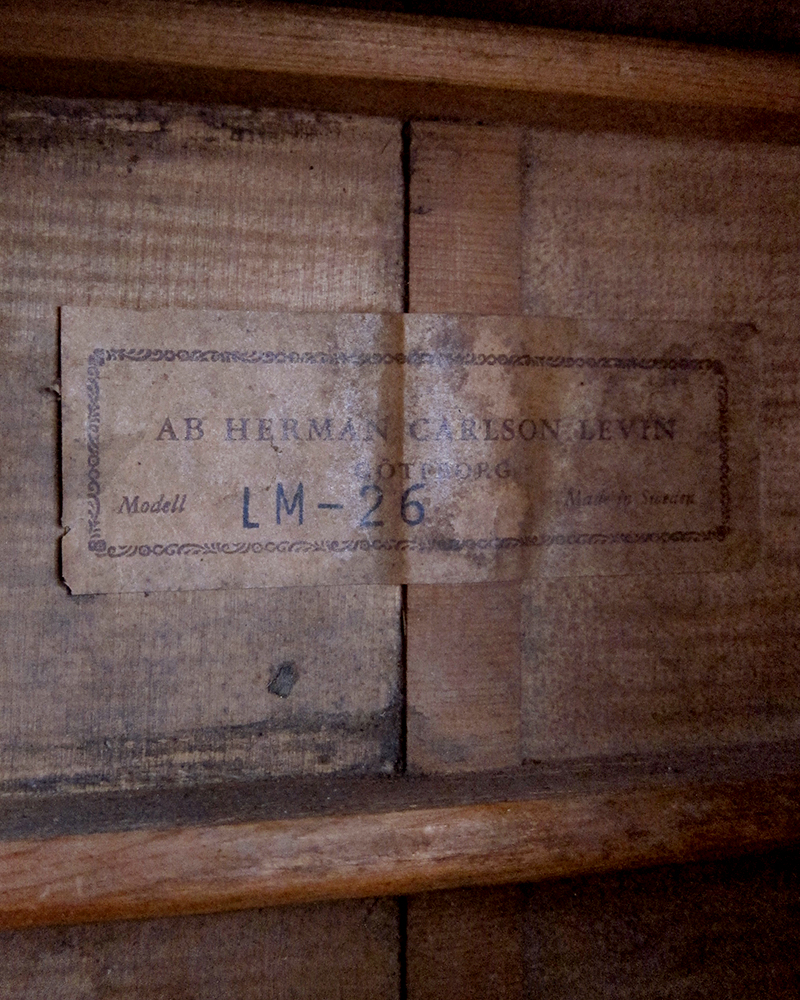 AB HERMAN CARLSON LEVIN
GÖTEBORG
Modell LM-26 Made in Sweden